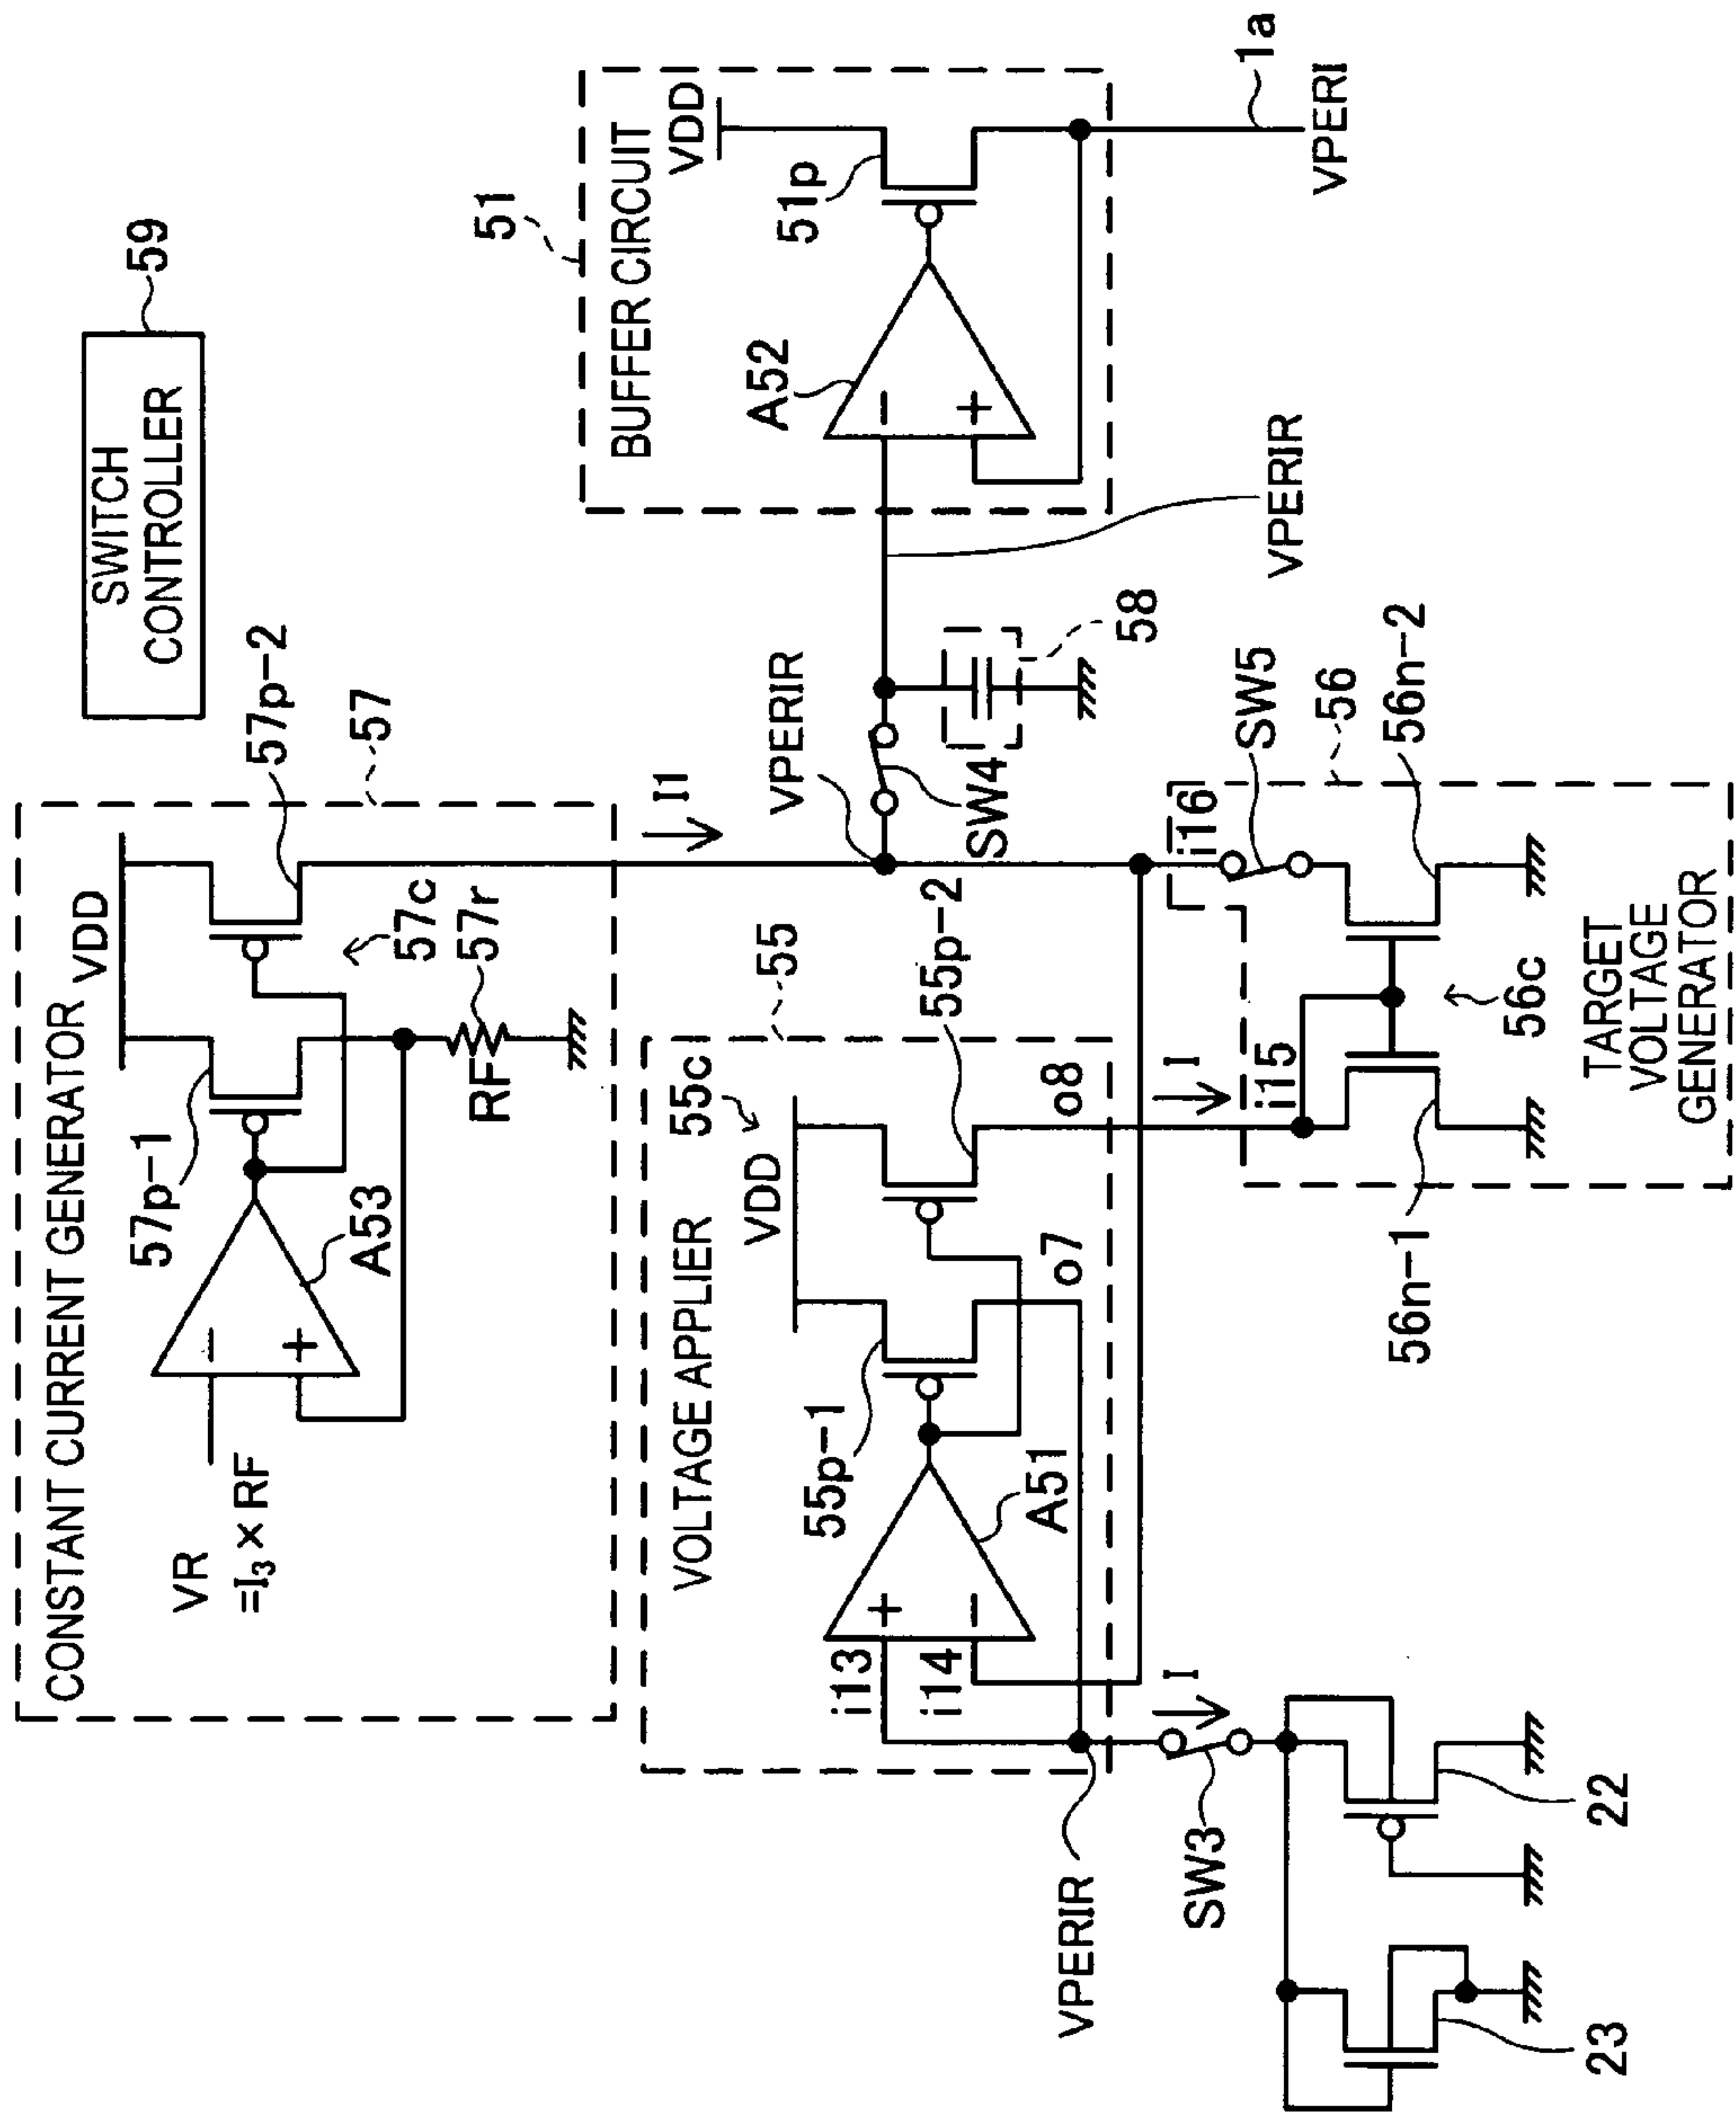 SWITCH
CONTROLLER
59
CONSTANT CURRENT GENERATOR
VDD
57
57p-2
57p-1
57c
57r
RF
A53
VR
=I₃ × RF
I1
51
BUFFER CIRCUIT
VDD
51p
A52
1a
VPERI
VPERIR
VPERIR
SW4
58
55
VOLTAGE APPLIER
VDD
55c
55p-2
55p-1
A51
o8
o7
i13
i14
I
I
VPERIR
SW3
22
23
i16
i15
SW5
56
56n-2
56n-1
56c
TARGET
VOLTAGE
GENERATOR